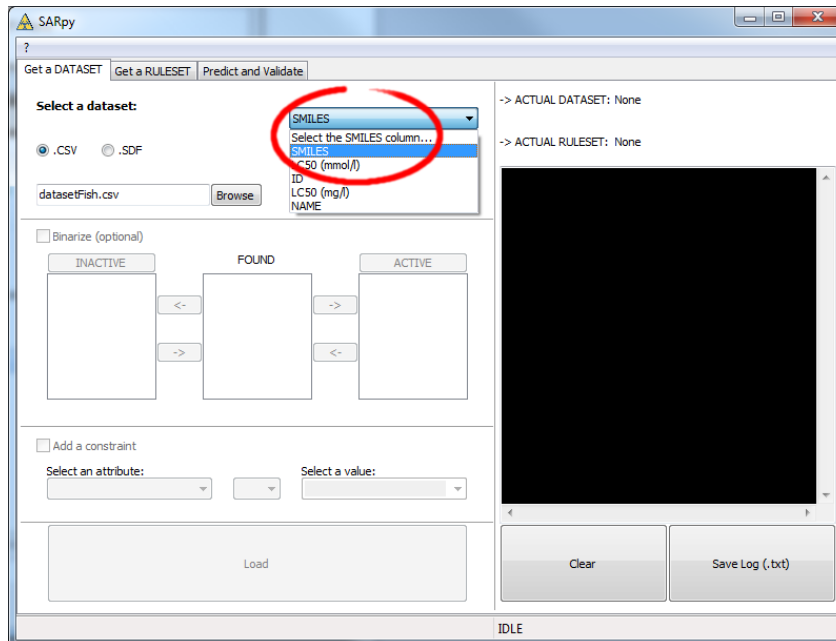 SARpy
?
Get a DATASET Get a RULESET Predict and Validate
Select a dataset:
SMILES
Select the SMILES column...
SMILES
LC50 (mmol/l)
ID
LC50 (mg/l)
NAME
.CSV .SDF
datasetFish.csv Browse
Binarize (optional)
INACTIVE FOUND ACTIVE
<- ->
-> <-
Add a constraint
Select an attribute: Select a value:
Load
-> ACTUAL DATASET: None
-> ACTUAL RULESET: None
Clear Save Log (.txt)
IDLE